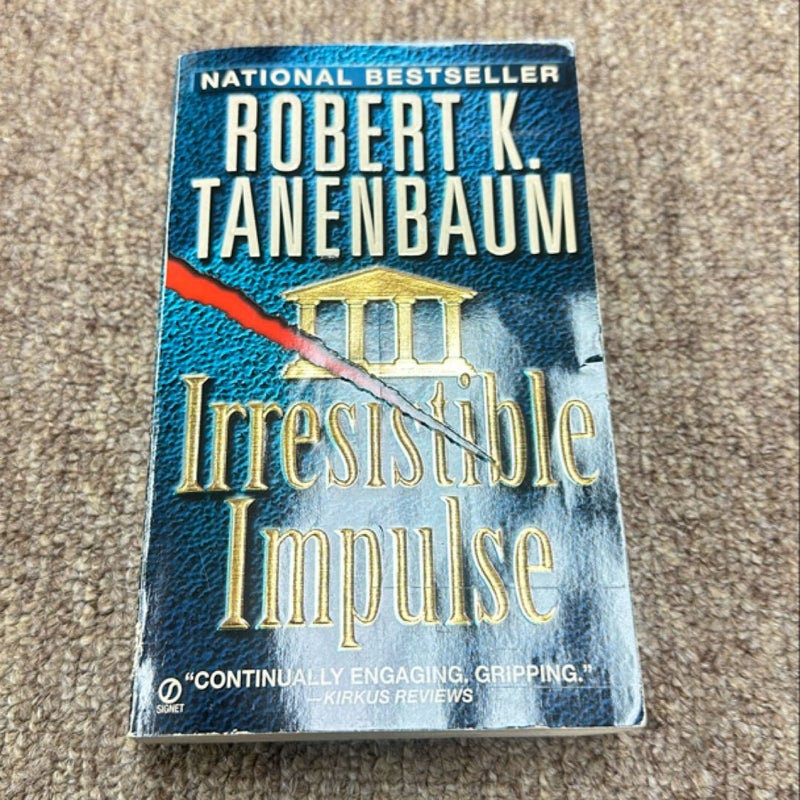 NATIONAL BESTSELLER
ROBERT K.
TANENBAUM
Irresistible
Impulse
"CONTINUALLY ENGAGING. GRIPPING."
—KIRKUS REVIEWS
SIGNET